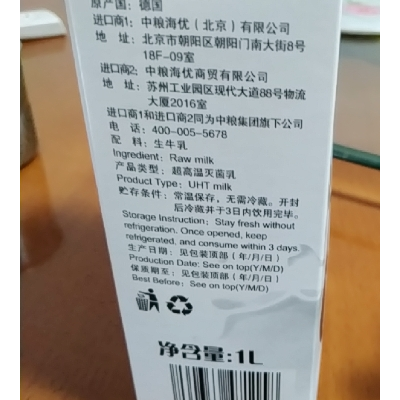 原产国：德国
进口商1：中粮海优（北京）有限公司
地 址：北京市朝阳区朝阳门南大街8号
18F-09室
进口商2：中粮海优商贸有限公司
地 址：苏州工业园区现代大道88号物流
大厦2016室
进口商1和进口商2同为中粮集团旗下公司
电 话：400-005-5678
配 料：生牛乳
Ingredient: Raw milk
产品类型：超高温灭菌乳
Product Type: UHT milk
贮存条件：常温保存，无需冷藏。开封
后冷藏并于3日内饮用完毕。
Storage Instruction: Stay fresh without
refrigeration. Once opened, keep
refrigerated, and consume within 3 days.
生产日期：见包装顶部（年/月/日）
Production Date: See on top(Y/M/D)
保质期至：见包装顶部（年/月/日）
Best Before: See on top(Y/M/D)
净含量:1L